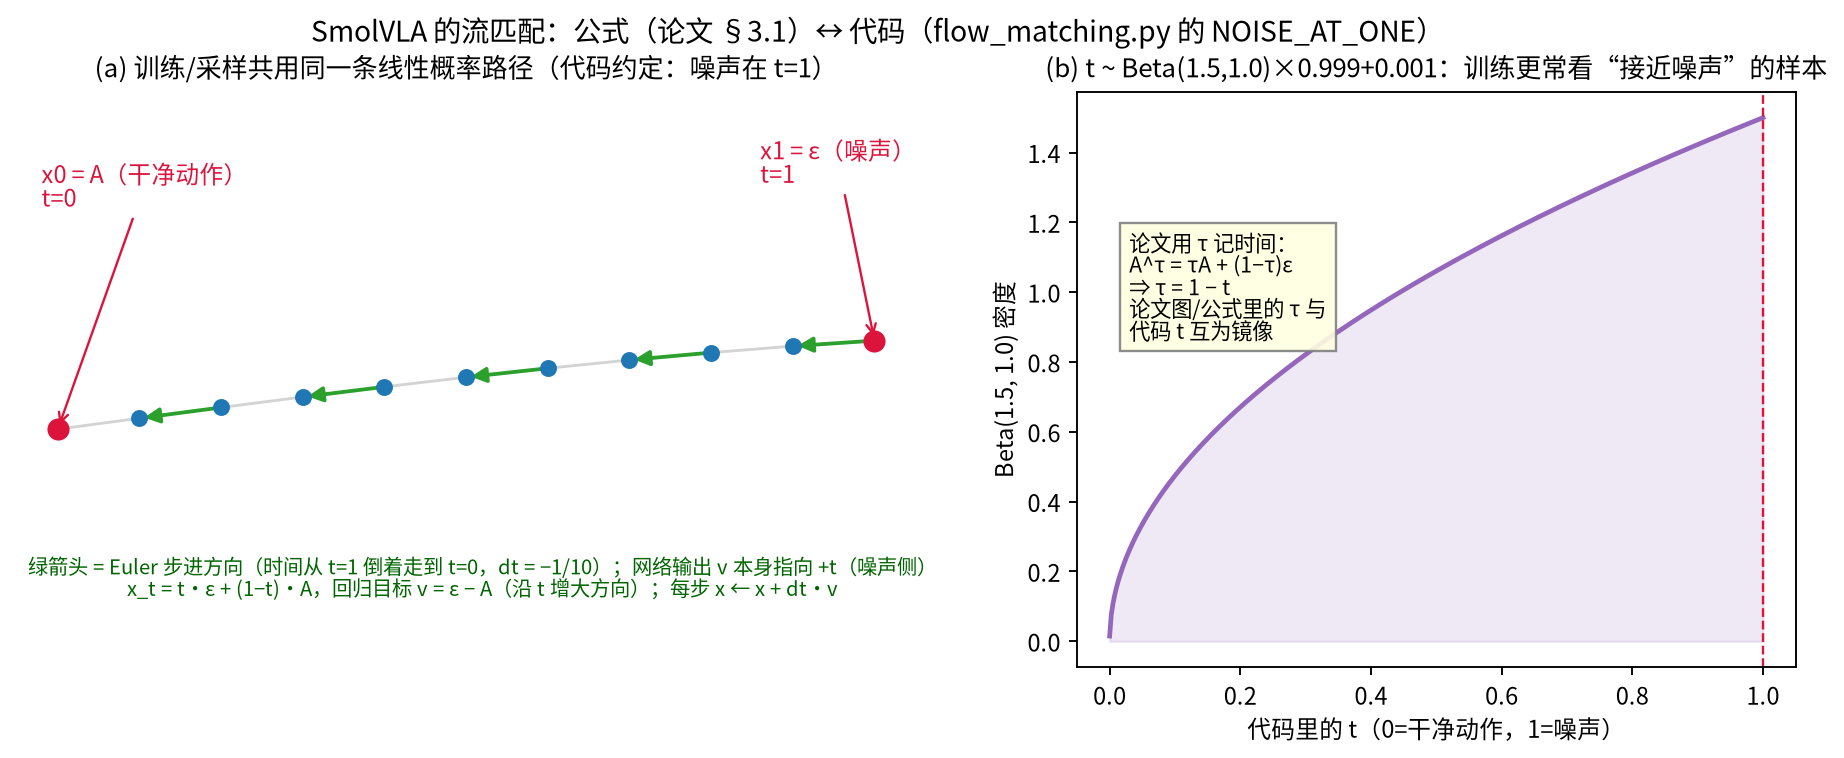 SmolVLA 的流匹配：公式（论文 §3.1）↔ 代码（flow_matching.py 的 NOISE_AT_ONE）
(a) 训练/采样共用同一条线性概率路径（代码约定：噪声在 t=1）
x0 = A（干净动作）
t=0
x1 = ε（噪声）
t=1
绿箭头 = Euler 步进方向（时间从 t=1 倒着走到 t=0，dt = −1/10）；网络输出 v 本身指向 +t（噪声侧）
x_t = t·ε + (1−t)·A，回归目标 v = ε − A（沿 t 增大方向）；每步 x ← x + dt·v
(b) t ~ Beta(1.5,1.0)×0.999+0.001：训练更常看“接近噪声”的样本
Beta(1.5, 1.0) 密度
1.4
1.2
1.0
0.8
0.6
0.4
0.2
0.0
论文用 τ 记时间：
A^τ = τA + (1−τ)ε
⇒ τ = 1 − t
论文图/公式里的 τ 与
代码 t 互为镜像
0.0 0.2 0.4 0.6 0.8 1.0
代码里的 t（0=干净动作，1=噪声）